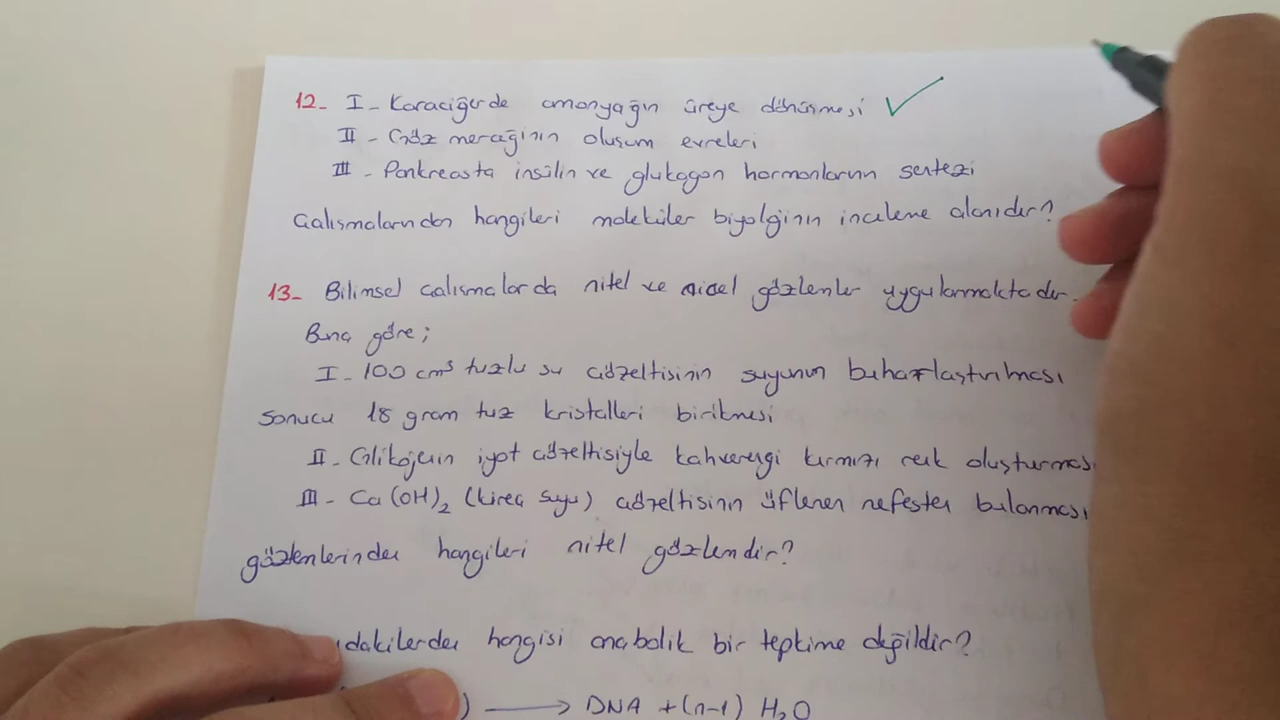 12- I - Karaciğerde amonyağın üreye dönüşmesi
II - Göz merceğinin oluşum evreleri
III - Pankreasta insülin ve glukagon hormonlarının sentezi
Çalışmalarından hangileri moleküler biyolojinin inceleme alanıdır?
13- Bilimsel çalışmalarda nitel ve nicel gözlemler uygulanmaktadır.
Buna göre;
I - 100 cm³ tuzlu su çözeltisinin suyunun buharlaştırılması
sonucu 18 gram tuz kristalleri birikmesi
II - Glikojenin iyot çözeltisiyle kahverengi kırmızı renk oluşturması
III - Ca(OH)₂ (kireç suyu) çözeltisinin üflenen nefesten bulanması
gözlemlerinden hangileri nitel gözlemdir?
hangisi anabolik bir tepkime değildir?
) → DNA + (n-1) H₂O